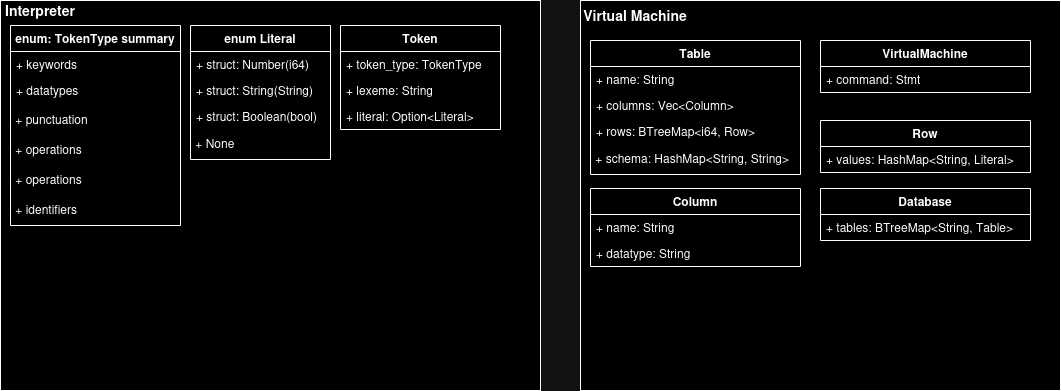 Interpreter
enum: TokenType summary
+ keywords
+ datatypes
+ punctuation
+ operations
+ operations
+ identifiers
enum Literal
+ struct: Number(i64)
+ struct: String(String)
+ struct: Boolean(bool)
+ None
Token
+ token_type: TokenType
+ lexeme: String
+ literal: Option<Literal>
Virtual Machine
Table
+ name: String
+ columns: Vec<Column>
+ rows: BTreeMap<i64, Row>
+ schema: HashMap<String, String>
VirtualMachine
+ command: Stmt
Row
+ values: HashMap<String, Literal>
Column
+ name: String
+ datatype: String
Database
+ tables: BTreeMap<String, Table>